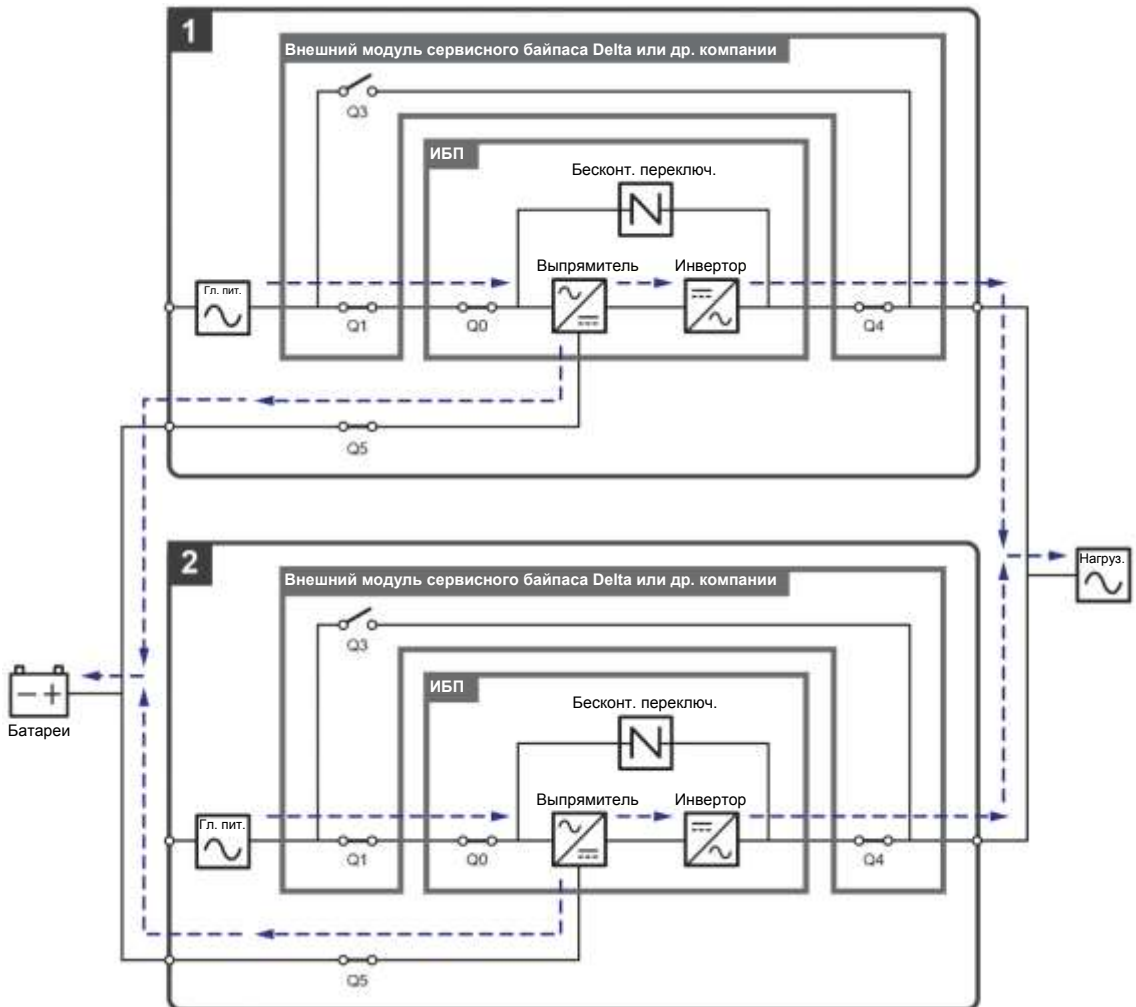 1
Внешний модуль сервисного байпаса Delta или др. компании
Q3
ИБП
Бесконт. переключ.
Выпрямитель
Инвертор
Гл. пит.
Q1
Q0
Q4
Q5
2
Внешний модуль сервисного байпаса Delta или др. компании
Нагруз.
Q3
ИБП
Бесконт. переключ.
Батареи
Выпрямитель
Инвертор
Гл. пит.
Q1
Q0
Q4
Q5